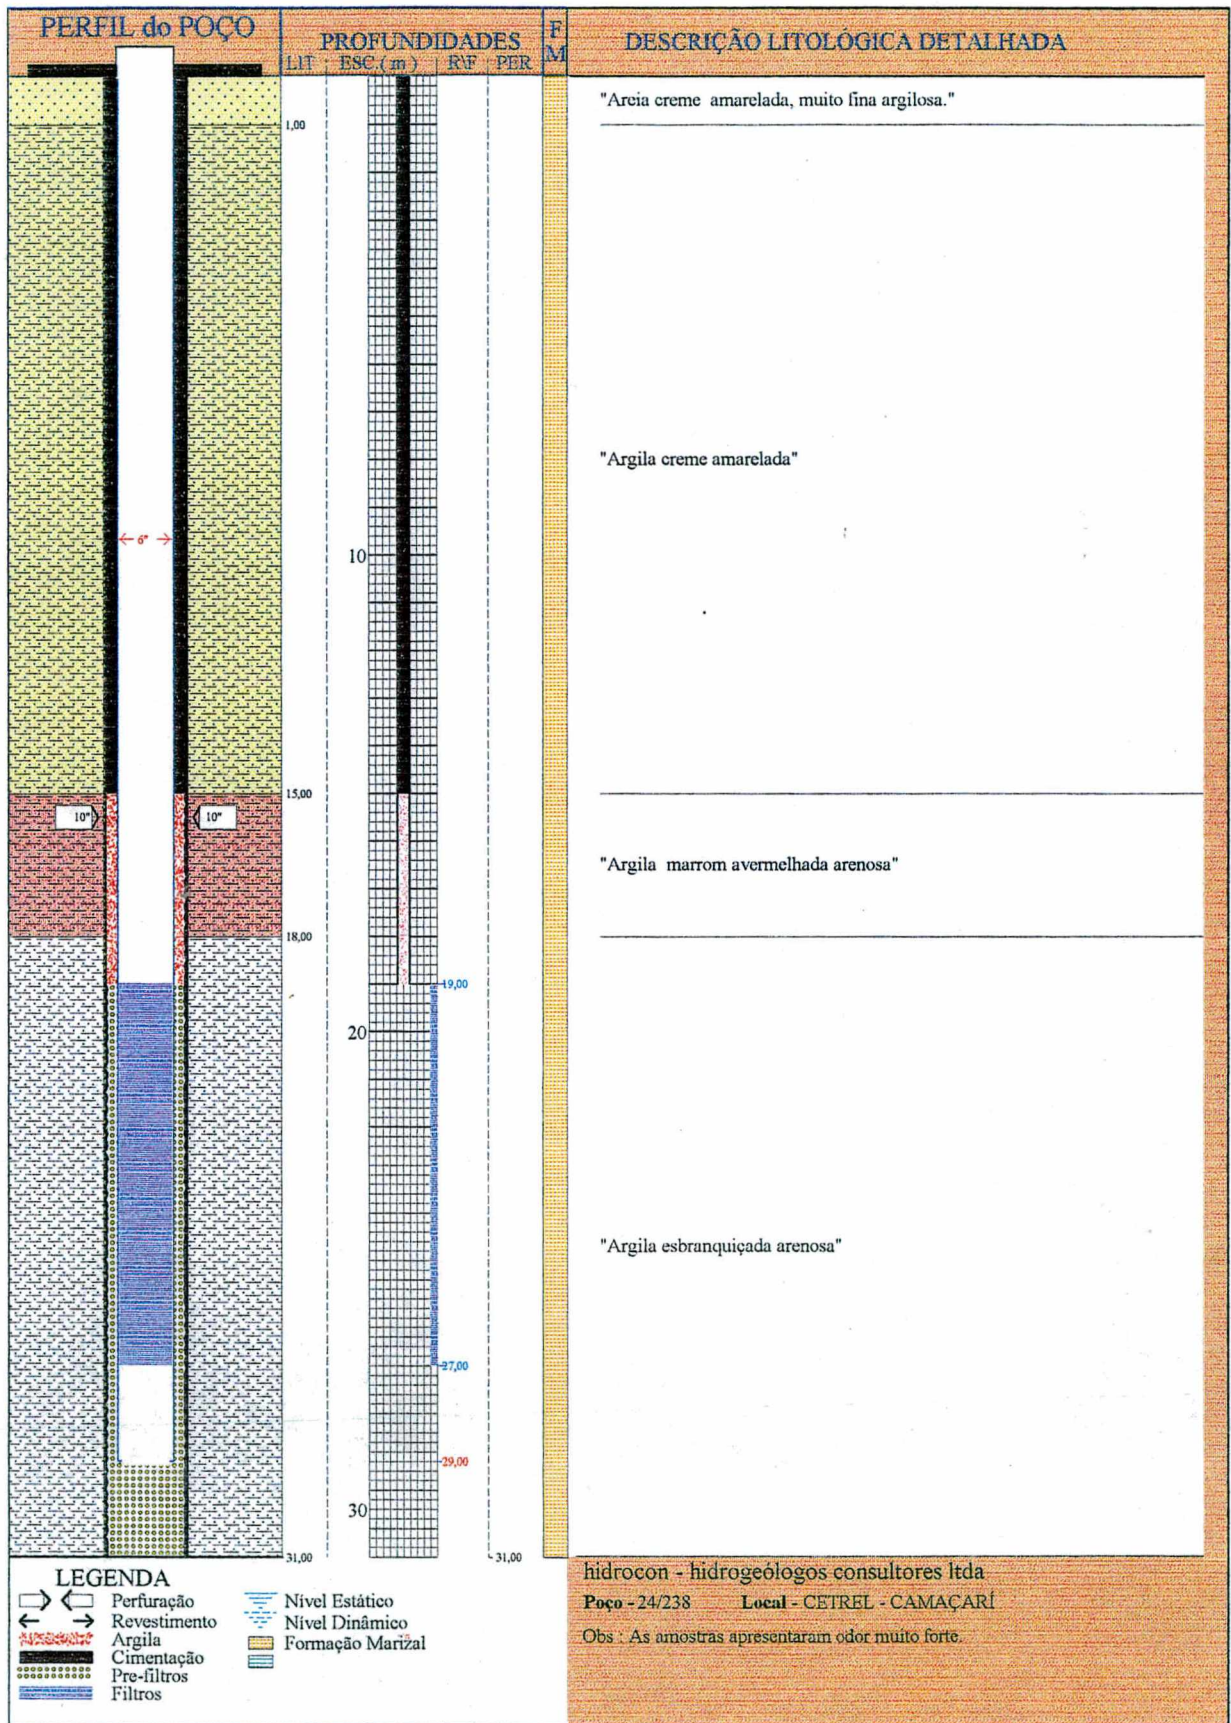 PERFIL do POÇO
PROFUNDIDADES
LIT ESC.(m) R\F PER
F
M
DESCRIÇÃO LITOLÓGICA DETALHADA
"Areia creme amarelada, muito fina argilosa."
1,00
"Argila creme amarelada"
6"
10
15,00
10"
10"
"Argila marrom avermelhada arenosa"
18,00
19,00
20
"Argila esbranquiçada arenosa"
27,00
29,00
30
31,00
31,00
LEGENDA
Perfuração
Revestimento
Argila
Cimentação
Pre-filtros
Filtros
Nível Estático
Nível Dinâmico
Formação Marizal
hidrocon - hidrogeólogos consultores ltda
Poço - 24/238 Local - CETREL - CAMAÇARÍ
Obs : As amostras apresentaram odor muito forte.